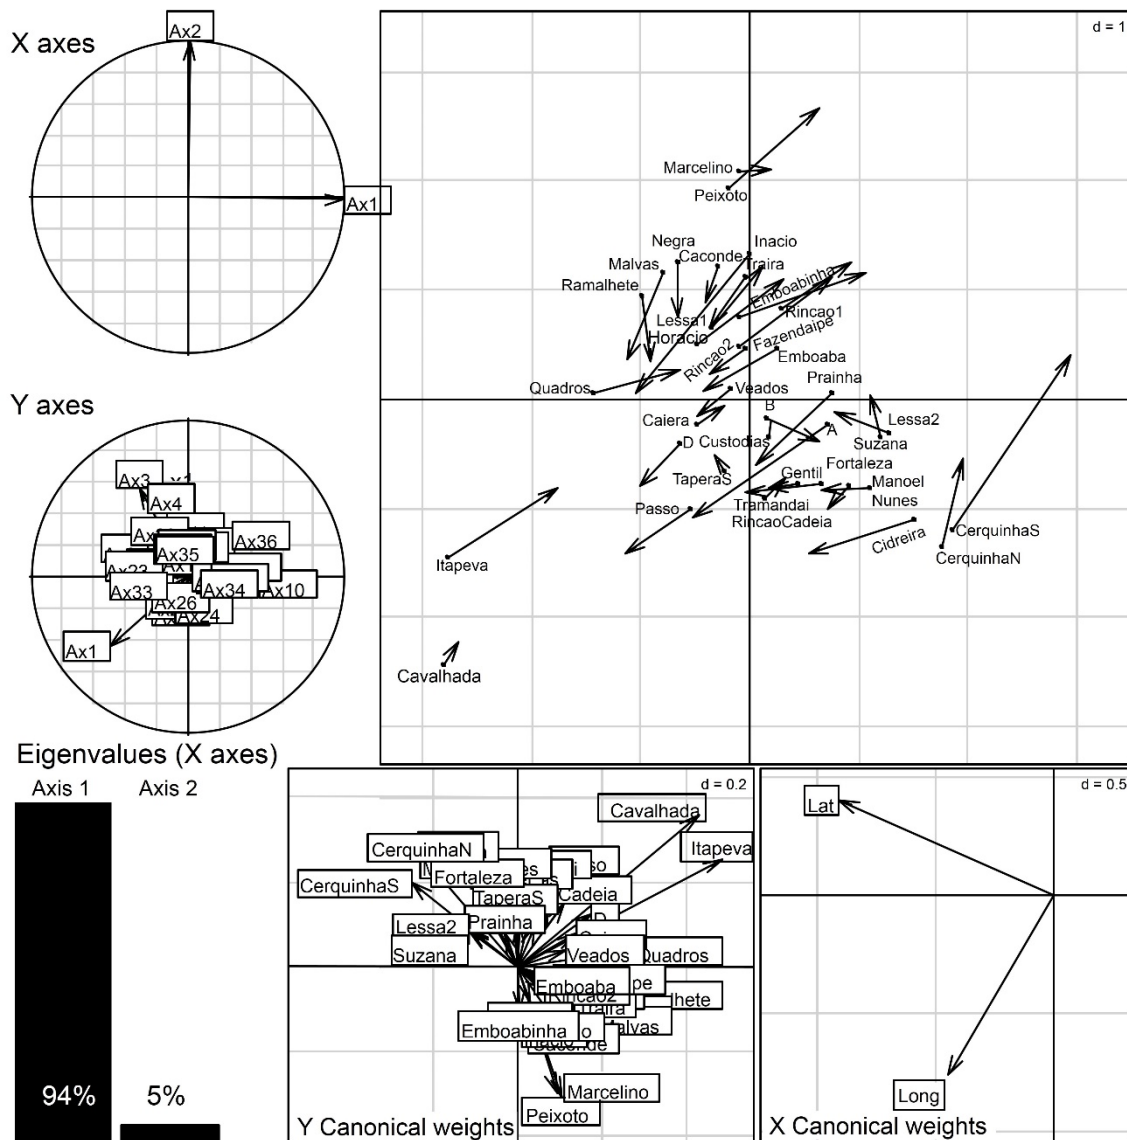 X axes
Ax2
Ax1
d = 1
Marcelino
Peixoto
Negra
Inacio
Caconde
Traira
Malvas
Ramalhete
Emboabinha
Lessa1
Rincao1
Horacio
Fazendaipe
Rincao2
Emboaba
Quadros
Veados
Prainha
Caiera
B
A
Lessa2
D
Custodias
Suzana
TaperaS
Gentil
Fortaleza
Manoel
Nunes
Passo
Tramandai
RincaoCadeia
Cidreira
CerquinhaS
CerquinhaN
Itapeva
Cavalhada
Y axes
Ax3
Ax4
Ax35
Ax36
Ax33
Ax34
Ax10
Ax26
Ax24
Ax1
Eigenvalues (X axes)
Axis 1
Axis 2
94%
5%
d = 0.2
Cavalhada
Itapeva
CerquinhaN
Fortaleza
CerquinhaS
TaperaS
Cadeia
Prainha
Lessa2
Suzana
Veados
Quadros
Emboaba
Emboabinha
Marcelino
Peixoto
Y Canonical weights
d = 0.5
Lat
Long
X Canonical weights